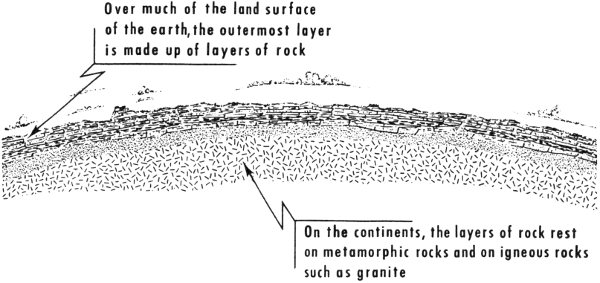 Over much of the land surface
of the earth, the outermost layer
is made up of layers of rock
On the continents, the layers of rock rest
on metamorphic rocks and on igneous rocks
such as granite